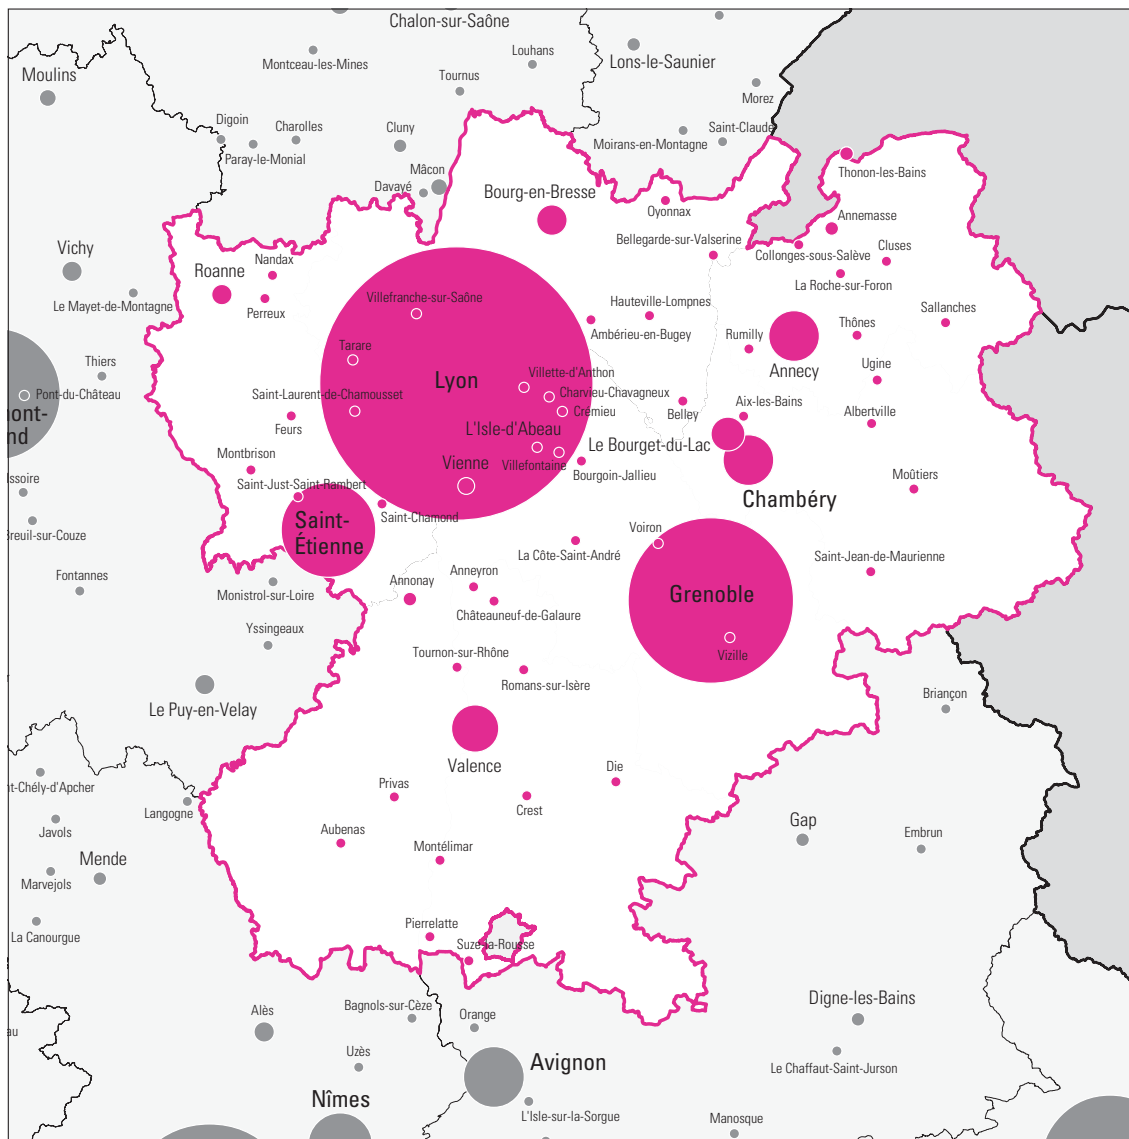 Chalon-sur-Saône
Louhans
Lons-le-Saunier
Montceau-les-Mines
Moulins
Tournus
Morez
Digoin
Charolles
Cluny
Saint-Claude
Moirans-en-Montagne
Paray-le-Monial
Mâcon
Davayé
Thonon-les-Bains
Bourg-en-Bresse
Oyonnax
Annemasse
Bellegarde-sur-Valserine
Vichy
Nandax
Collonges-sous-Salève
Cluses
Roanne
La Roche-sur-Foron
Le Mayet-de-Montagne
Villefranche-sur-Saône
Hauteville-Lompnes
Perreux
Sallanches
Ambérieu-en-Bugey
Rumilly
Thônes
Tarare
Thiers
Annecy
Ugine
Lyon
Villette-d'Anthon
Pont-du-Château
Saint-Laurent-de-Chamousset
Charvieu-Chavagneux
Crémieu
Belley
Aix-les-Bains
Albertville
mont-
nd
Feurs
L'Isle-d'Abeau
Le Bourget-du-Lac
Montbrison
Vienne
Villefontaine
Bourgoin-Jallieu
Issoire
Saint-Just-Saint-Rambert
Moûtiers
Chambéry
Saint-Chamond
Saint-
Étienne
Voiron
Breuil-sur-Couze
La Côte-Saint-André
Saint-Jean-de-Maurienne
Fontannes
Annonay
Anneyron
Monistrol-sur-Loire
Grenoble
Châteauneuf-de-Galaure
Yssingeaux
Vizille
Tournon-sur-Rhône
Romans-sur-Isère
Briançon
Le Puy-en-Velay
Valence
Die
nt-Chély-d'Apcher
Privas
Langogne
Crest
Gap
Javols
Aubenas
Embrun
Montélimar
Mende
Marvejols
Pierrelatte
La Canourgue
Suze-la-Rousse
Digne-les-Bains
Bagnols-sur-Cèze
Alès
Orange
au
Uzès
Avignon
Le Chaffaut-Saint-Jurson
Nîmes
L'Isle-sur-la-Sorgue
Manosque